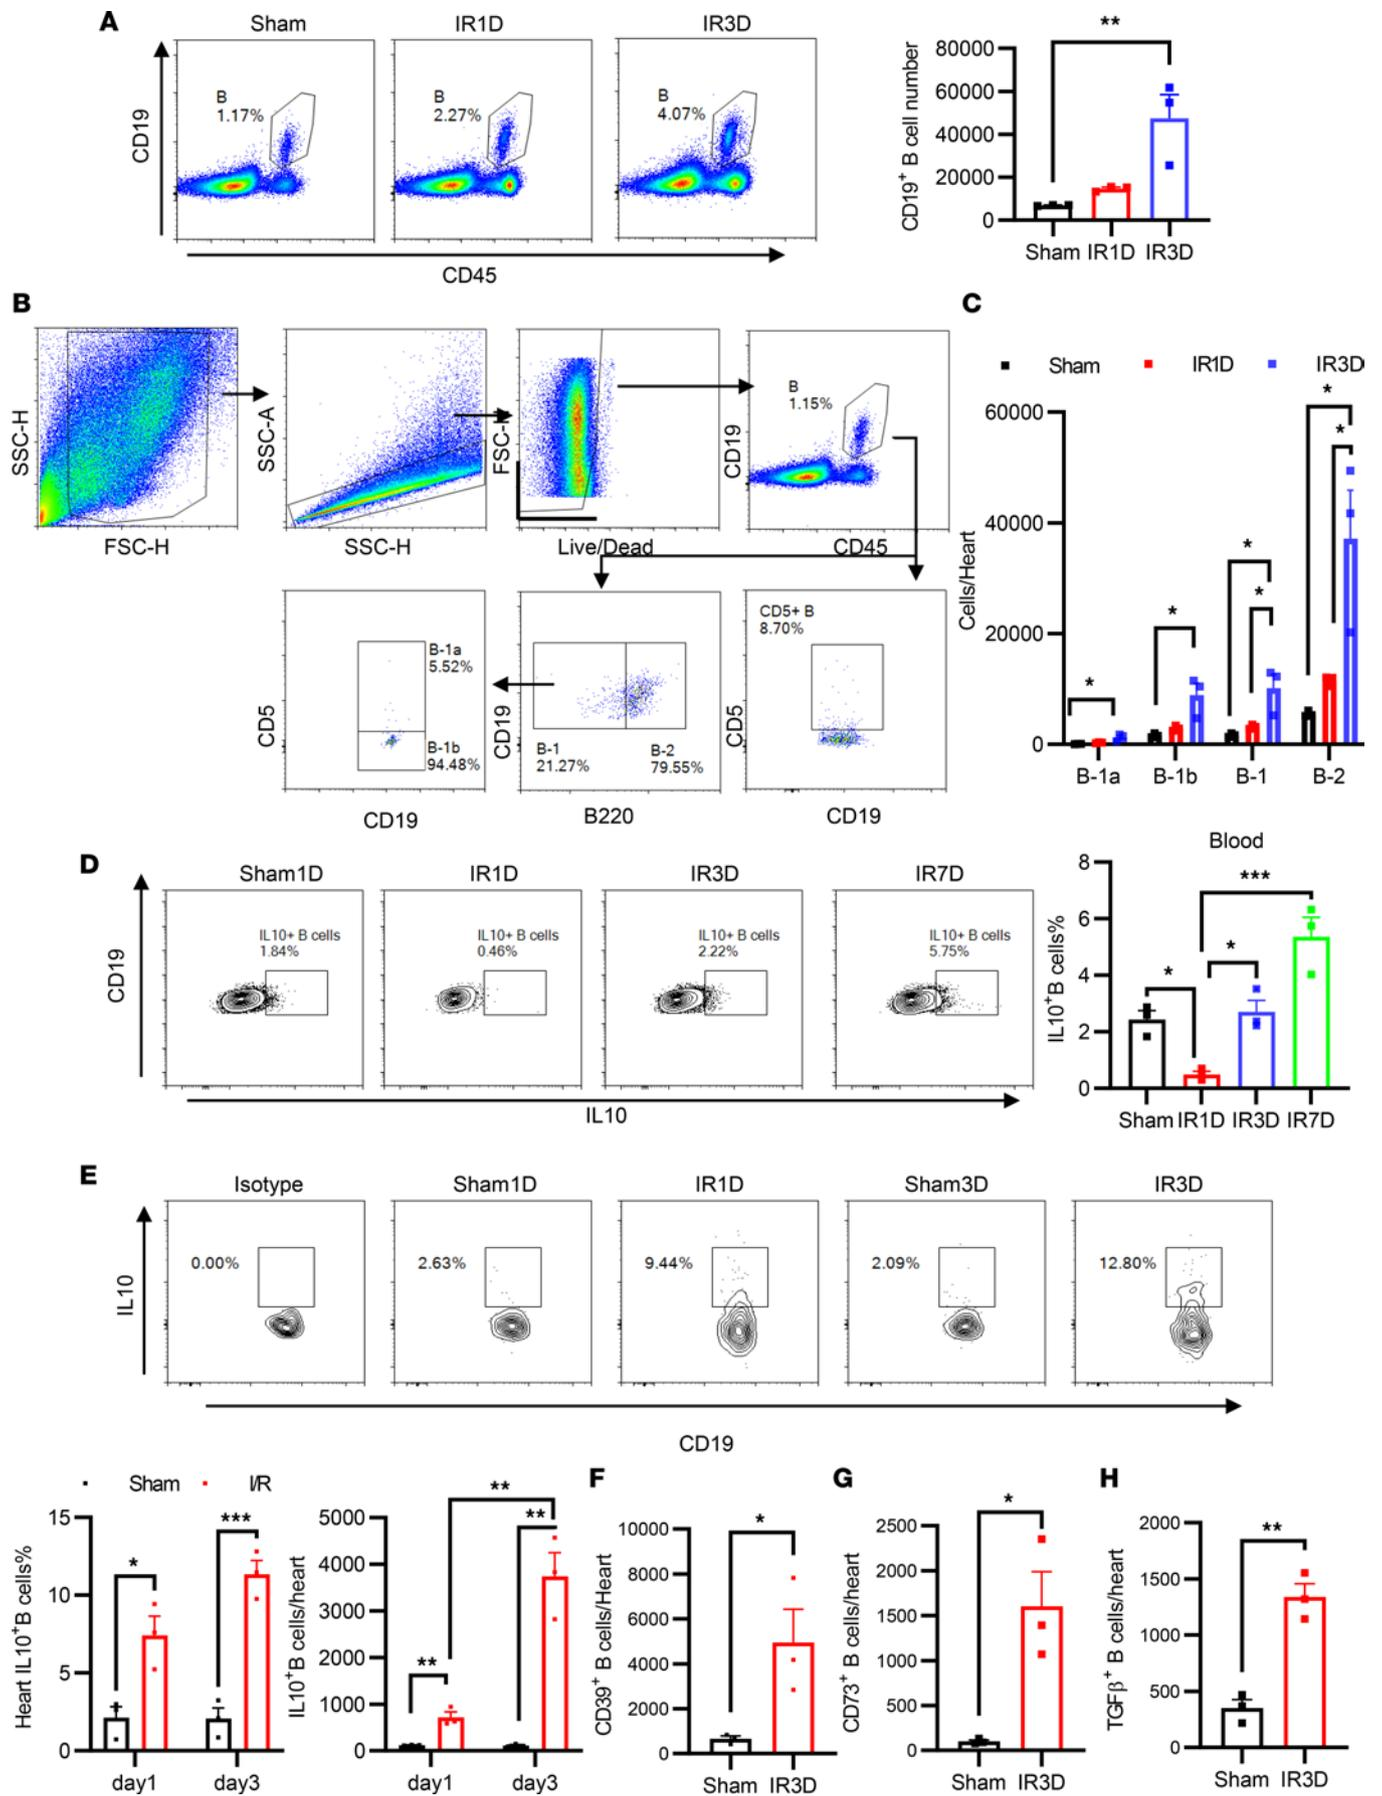 A
Sham
IR1D
IR3D
CD19
B
1.17%
B
2.27%
B
4.07%
CD45
**
CD19+ B cell number
80000
60000
40000
20000
0
Sham IR1D IR3D
B
SSC-H
FSC-H
SSC-A
SSC-H
FSC-H
Live/Dead
CD19
B
1.15%
CD45
CD5
B-1a
5.52%
B-1b
94.48%
CD19
CD19
B-1
21.27%
B-2
79.55%
B220
CD5
CD5+ B
8.70%
CD19
C
Sham IR1D IR3D
Cells/Heart
60000
40000
20000
0
*
*
*
*
*
*
B-1a B-1b B-1 B-2
D
Sham1D
IR1D
IR3D
IR7D
CD19
IL10+ B cells
1.84%
IL10+ B cells
0.46%
IL10+ B cells
2.22%
IL10+ B cells
5.75%
IL10
Blood
IL10+B cells%
8
6
4
2
0
*
*
***
Sham IR1D IR3D IR7D
E
Isotype
Sham1D
IR1D
Sham3D
IR3D
IL10
0.00%
2.63%
9.44%
2.09%
12.80%
CD19
Sham I/R
Heart IL10+B cells%
15
10
5
0
*
***
day1 day3
IL10+B cells/heart
5000
4000
3000
2000
1000
0
**
**
**
day1 day3
F
CD39+ B cells/Heart
10000
8000
6000
4000
2000
0
*
Sham IR3D
G
CD73+ B cells/heart
2500
2000
1500
1000
500
0
*
Sham IR3D
H
TGFβ+ B cells/heart
2000
1500
1000
500
0
**
Sham IR3D